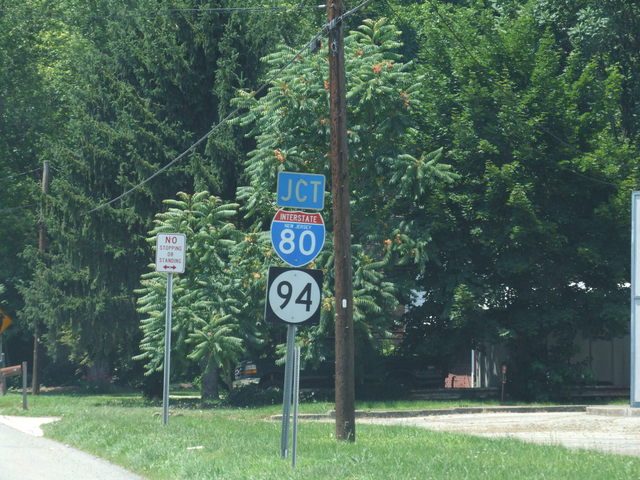 JCT
INTERSTATE
NEW JERSEY
80
94
NO
STOPPING
OR
STANDING